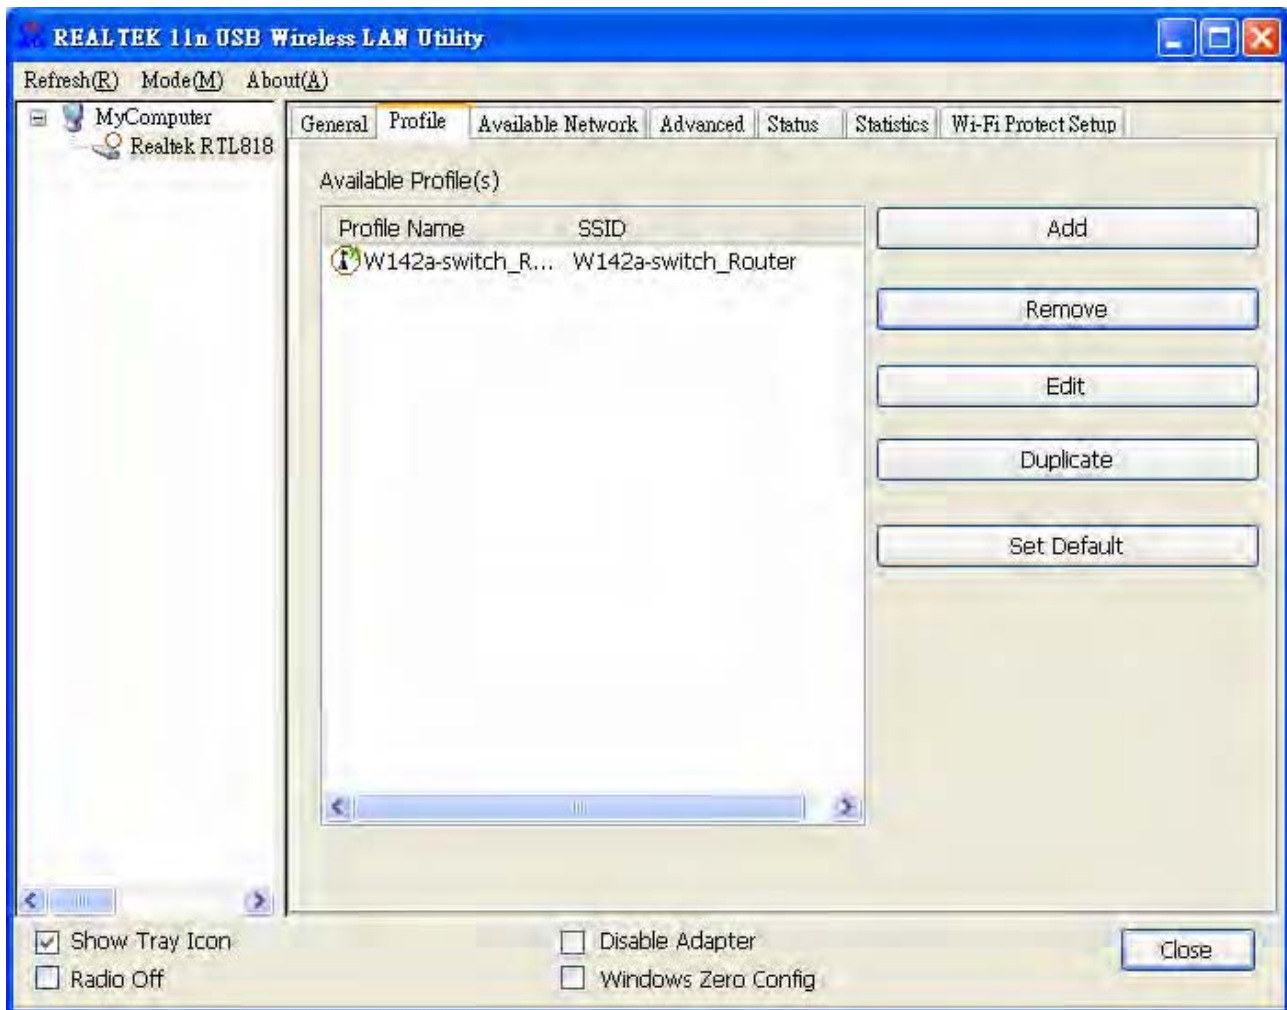 REALTEK 11n USB Wireless LAN Utility
Refresh(R) Mode(M) About(A)
MyComputer
Realtek RTL818
General Profile Available Network Advanced Status Statistics Wi-Fi Protect Setup
Available Profile(s)
Profile Name SSID
W142a-switch_R... W142a-switch_Router
Add
Remove
Edit
Duplicate
Set Default
Show Tray Icon
Radio Off
Disable Adapter
Windows Zero Config
Close